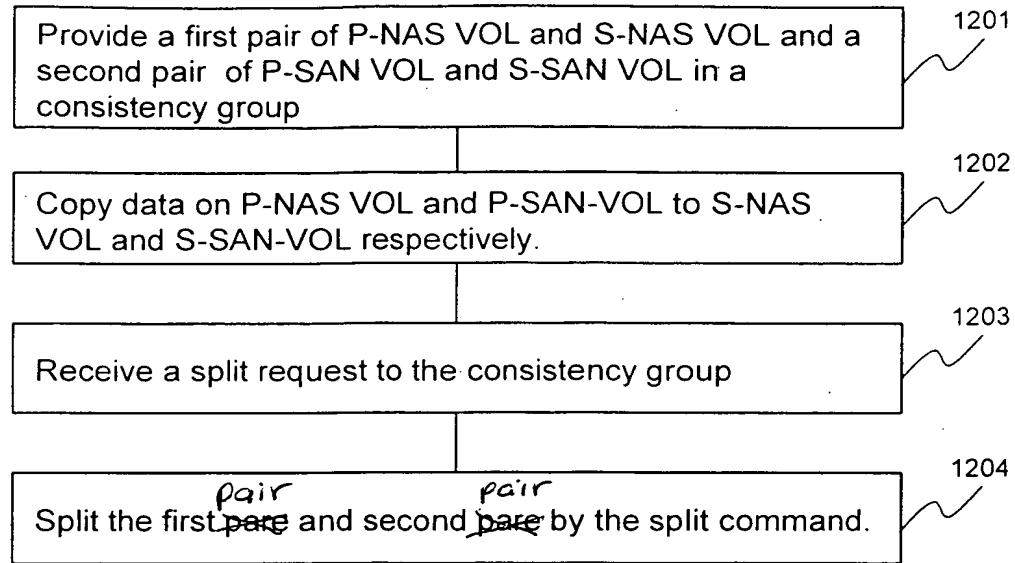 1201
Provide a first pair of P-NAS VOL and S-NAS VOL and a
second pair of P-SAN VOL and S-SAN VOL in a
consistency group
1202
Copy data on P-NAS VOL and P-SAN-VOL to S-NAS
VOL and S-SAN-VOL respectively.
1203
Receive a split request to the consistency group
1204
pair pair
Split the first pare and second pare by the split command.